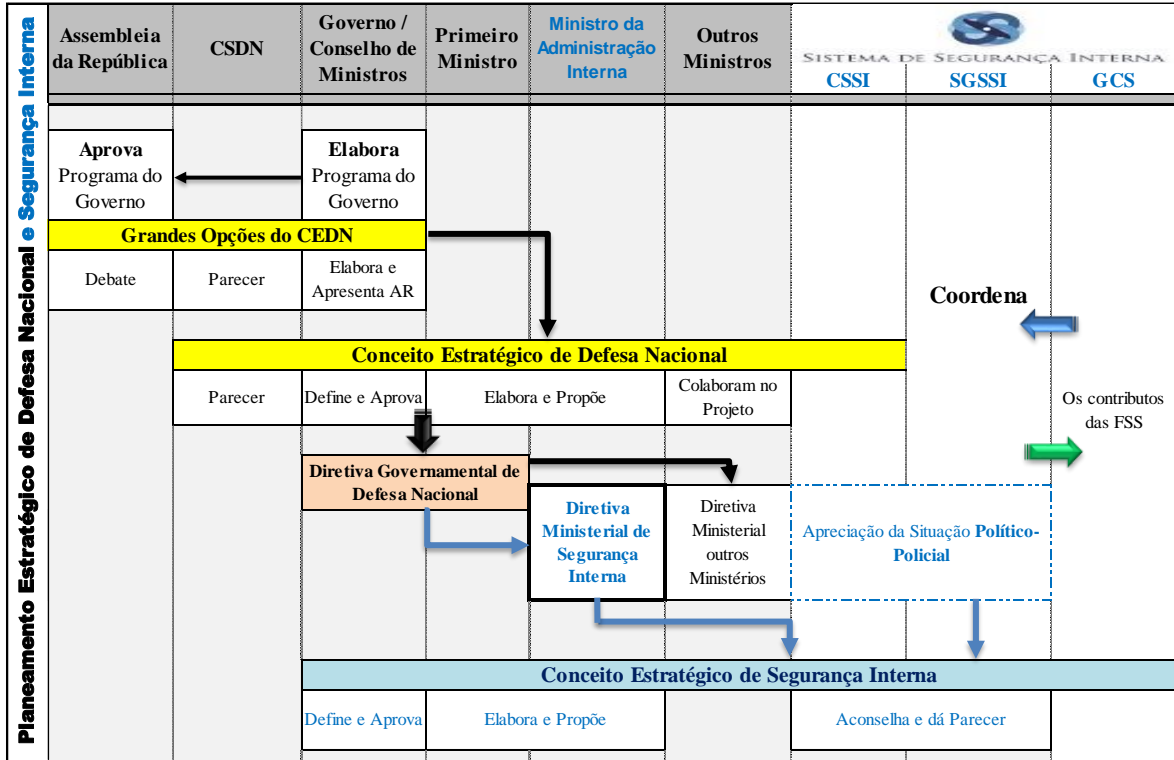 Planeamento Estratégico de Defesa Nacional e Segurança Interna
Assembleia
da República
CSDN
Governo /
Conselho de
Ministros
Primeiro
Ministro
Ministro da
Administração
Interna
Outros
Ministros
SISTEMA DE SEGURANÇA INTERNA
CSSI
SGSSI
GCS
Aprova
Programa do
Governo
Elabora
Programa do
Governo
Grandes Opções do CEDN
Debate
Parecer
Elabora e
Apresenta AR
Coordena
Conceito Estratégico de Defesa Nacional
Parecer
Define e Aprova
Elabora e Propõe
Colaboram no
Projeto
Os contributos
das FSS
Diretiva Governamental de
Defesa Nacional
Diretiva
Ministerial de
Segurança
Interna
Diretiva
Ministerial
outros
Ministérios
Apreciação da Situação Político-
Policial
Conceito Estratégico de Segurança Interna
Define e Aprova
Elabora e Propõe
Aconselha e dá Parecer